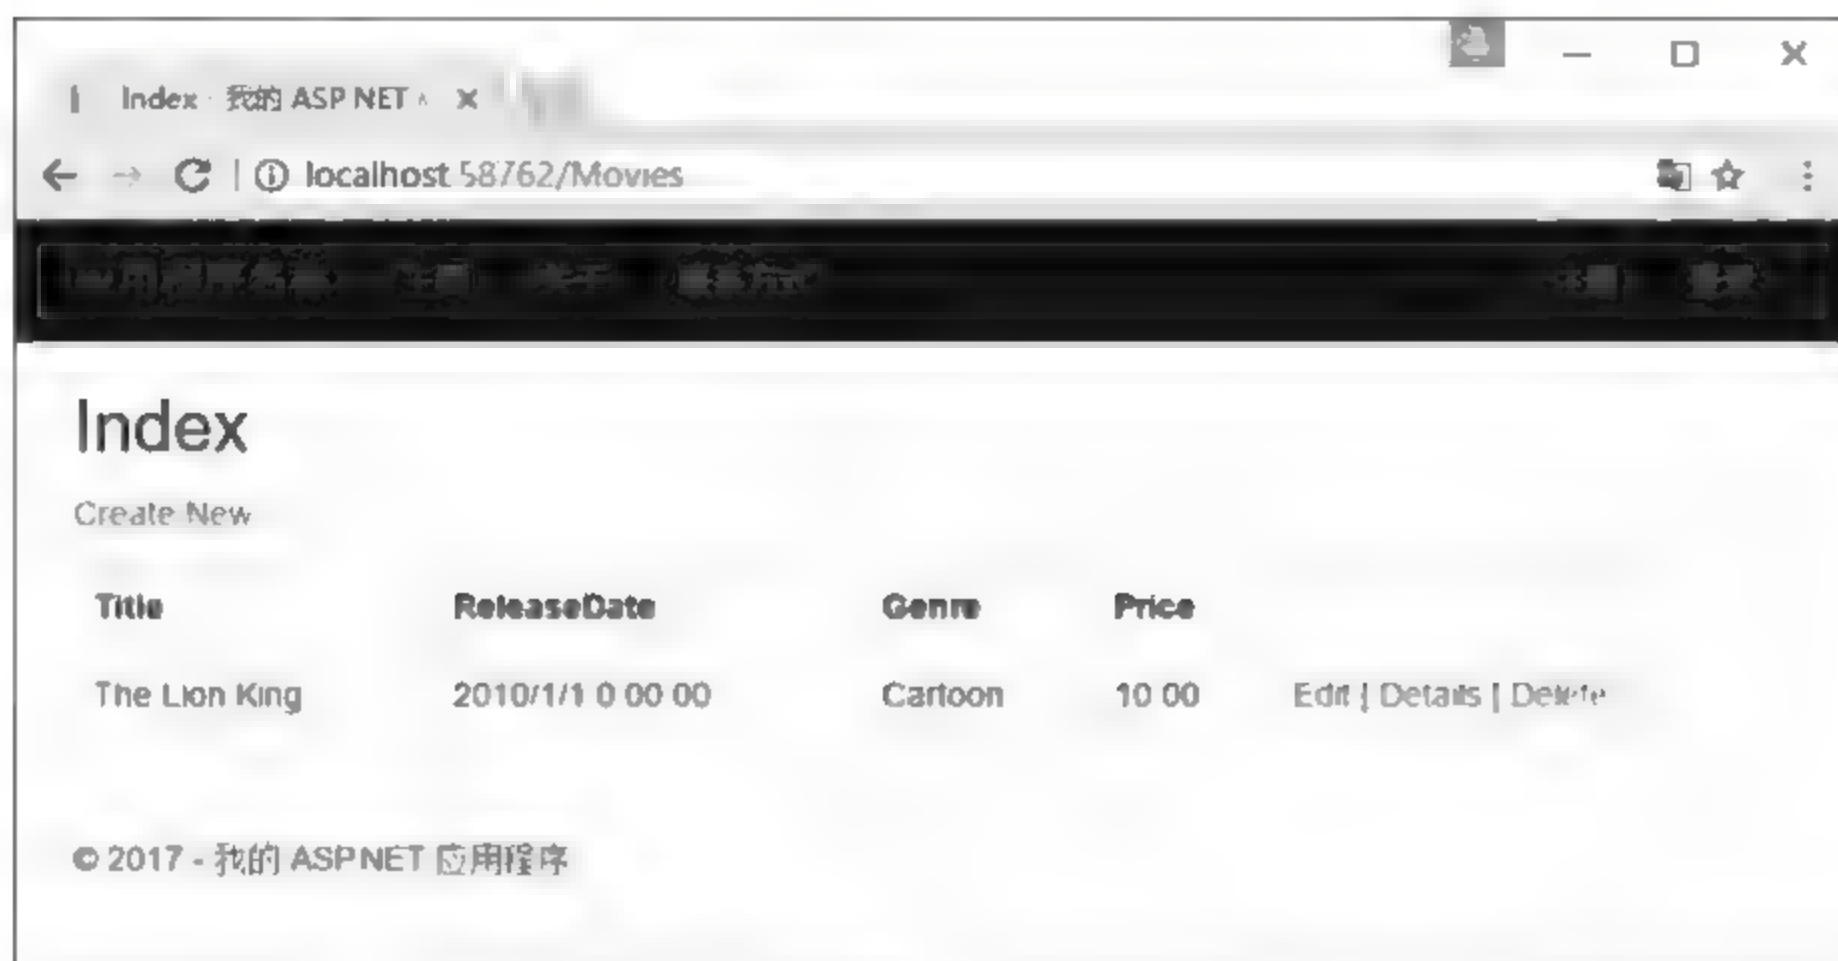 Index 我的 ASP NET
localhost 58762/Movies
Index
Create New
Title ReleaseDate Genre Price
The Lion King 2010/1/1 0 00 00 Cartoon 10 00 Edit | Details | Delete
© 2017 - 我的 ASP NET 应用程序